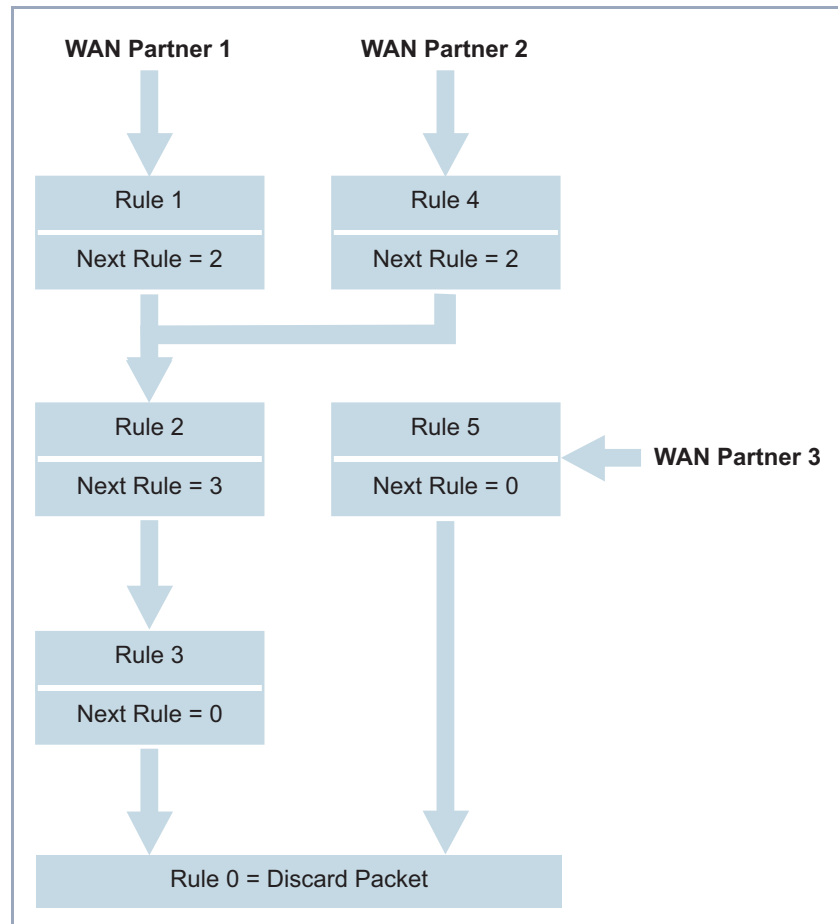 WAN Partner 1
WAN Partner 2
Rule 1
Next Rule = 2
Rule 4
Next Rule = 2
Rule 2
Next Rule = 3
Rule 5
Next Rule = 0
WAN Partner 3
Rule 3
Next Rule = 0
Rule 0 = Discard Packet